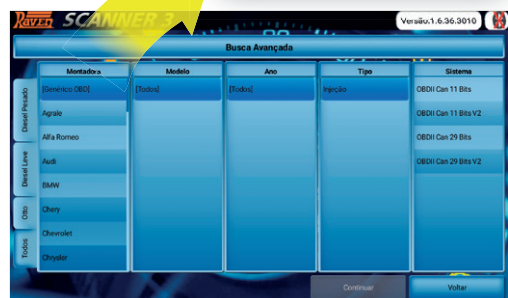 Raven SCANNER 3
Versão.1.6.36.3010
Busca Avançada
Montadora Modelo Ano Tipo Sistema
[Genérico OBD] [Todos] [Todos] Injeção OBDII Can 11 Bits
Agrale OBDII Can 11 Bits V2
Alfa Romeo OBDII Can 29 Bits
Audi OBDII Can 29 Bits V2
BMW
Chery
Chevrolet
Chrysler
Diesel Pesado
Diesel Leve
Otto
Todos
Continuar Voltar